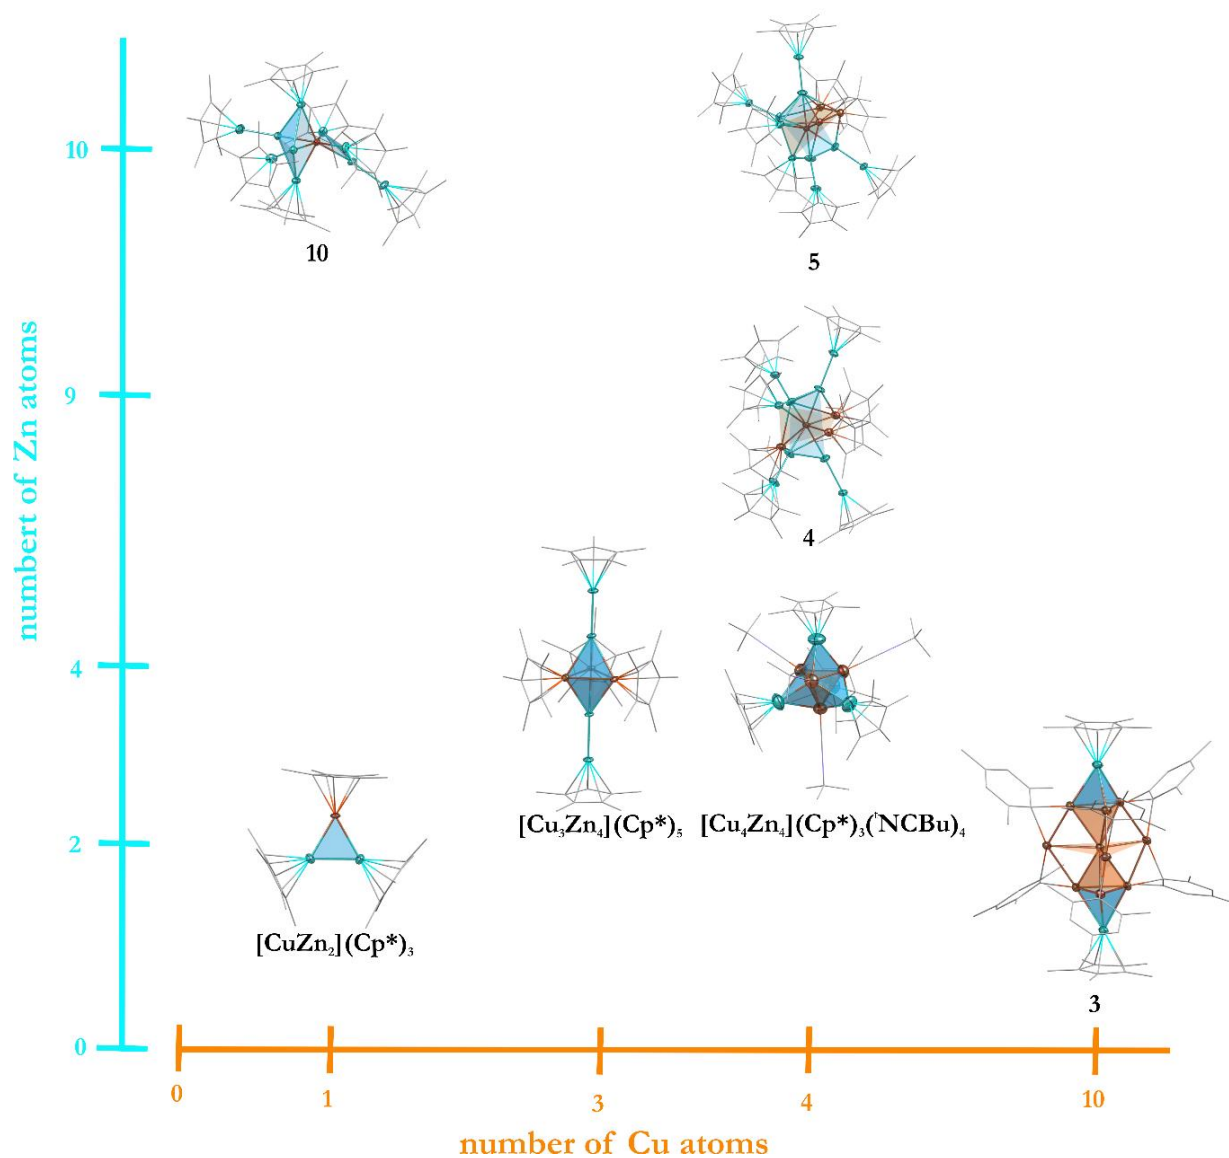 10
10
5
numbert of Zn atoms
9
4
4
[Cu₃Zn₄](Cp*)₅
[Cu₄Zn₄](Cp*)₃(ᵗNCBu)₄
2
[CuZn₂](Cp*)₃
3
0
0
1
3
4
10
number of Cu atoms